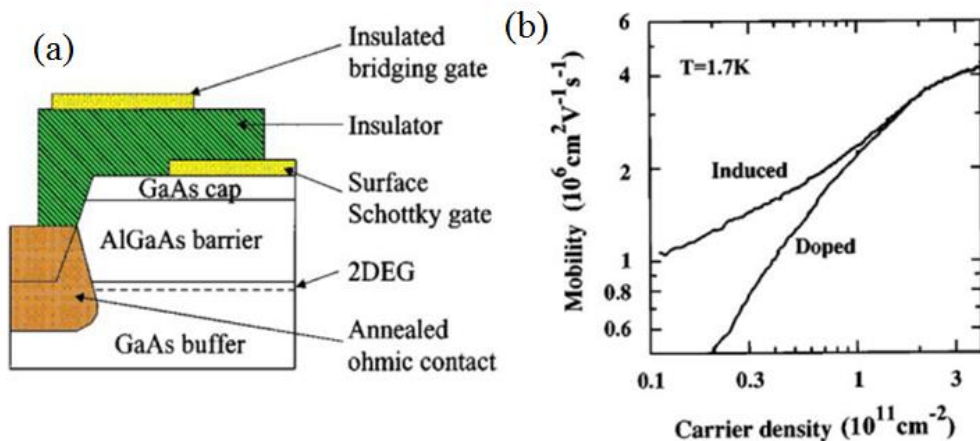 (a)
Insulated
bridging gate
Insulator
GaAs cap
Surface
Schottky gate
AlGaAs barrier
2DEG
GaAs buffer
Annealed
ohmic contact
(b)
Mobility (10⁶cm²V⁻¹s⁻¹)
6
4
2
1
0.8
0.6
T=1.7K
Induced
Doped
0.1
0.3
1
3
Carrier density (10¹¹cm⁻²)